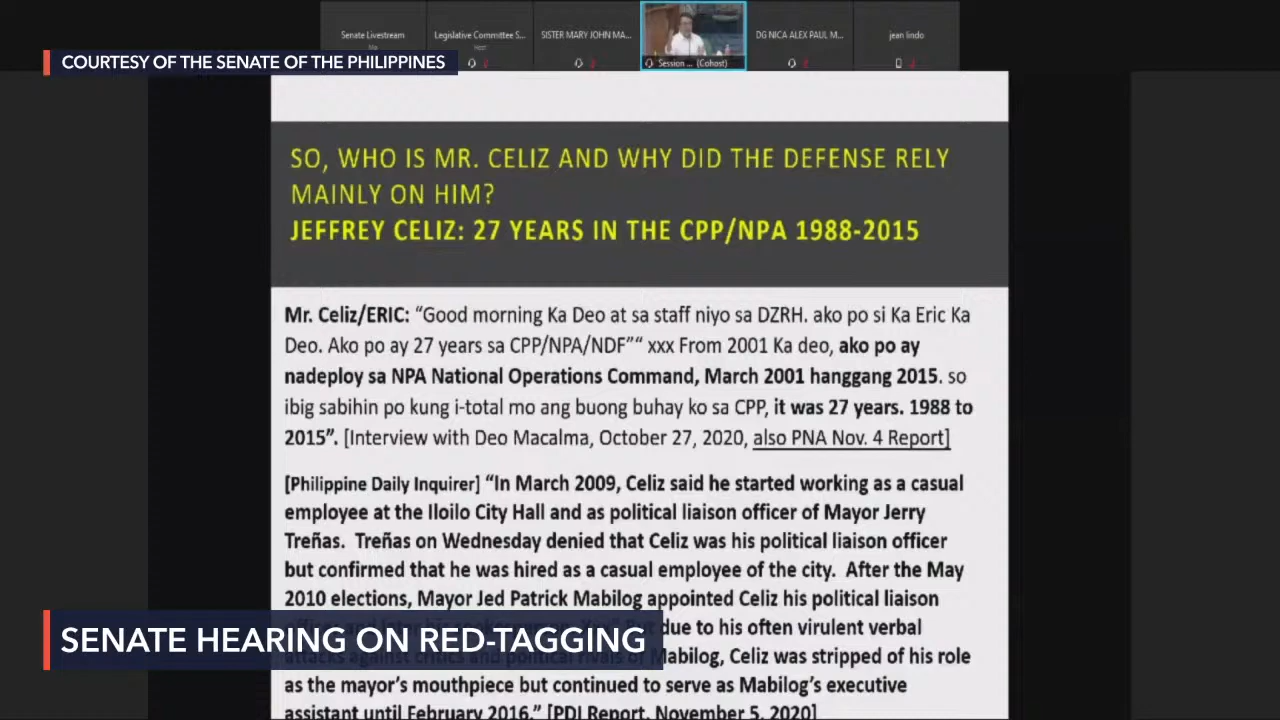 Senate Livestream
Me
Legislative Committee S...
Host
SISTER MARY JOHN MA...
Session ... (Cohost)
DG NICA ALEX PAUL M...
jean lindo
COURTESY OF THE SENATE OF THE PHILIPPINES
SO, WHO IS MR. CELIZ AND WHY DID THE DEFENSE RELY
MAINLY ON HIM?
JEFFREY CELIZ: 27 YEARS IN THE CPP/NPA 1988-2015
Mr. Celiz/ERIC: “Good morning Ka Deo at sa staff niyo sa DZRH. ako po si Ka Eric Ka
Deo. Ako po ay 27 years sa CPP/NPA/NDF”“ xxx From 2001 Ka deo, ako po ay
nadeploy sa NPA National Operations Command, March 2001 hanggang 2015. so
ibig sabihin po kung i-total mo ang buong buhay ko sa CPP, it was 27 years. 1988 to
2015”. [Interview with Deo Macalma, October 27, 2020, also PNA Nov. 4 Report]
[Philippine Daily Inquirer] “In March 2009, Celiz said he started working as a casual
employee at the Iloilo City Hall and as political liaison officer of Mayor Jerry
Treñas. Treñas on Wednesday denied that Celiz was his political liaison officer
but confirmed that he was hired as a casual employee of the city. After the May
2010 elections, Mayor Jed Patrick Mabilog appointed Celiz his political liaison
due to his often virulent verbal
attacks against critics and political rivals of Mabilog, Celiz was stripped of his role
as the mayor’s mouthpiece but continued to serve as Mabilog’s executive
assistant until February 2016.” [PDI Report, November 5, 2020]
SENATE HEARING ON RED-TAGGING